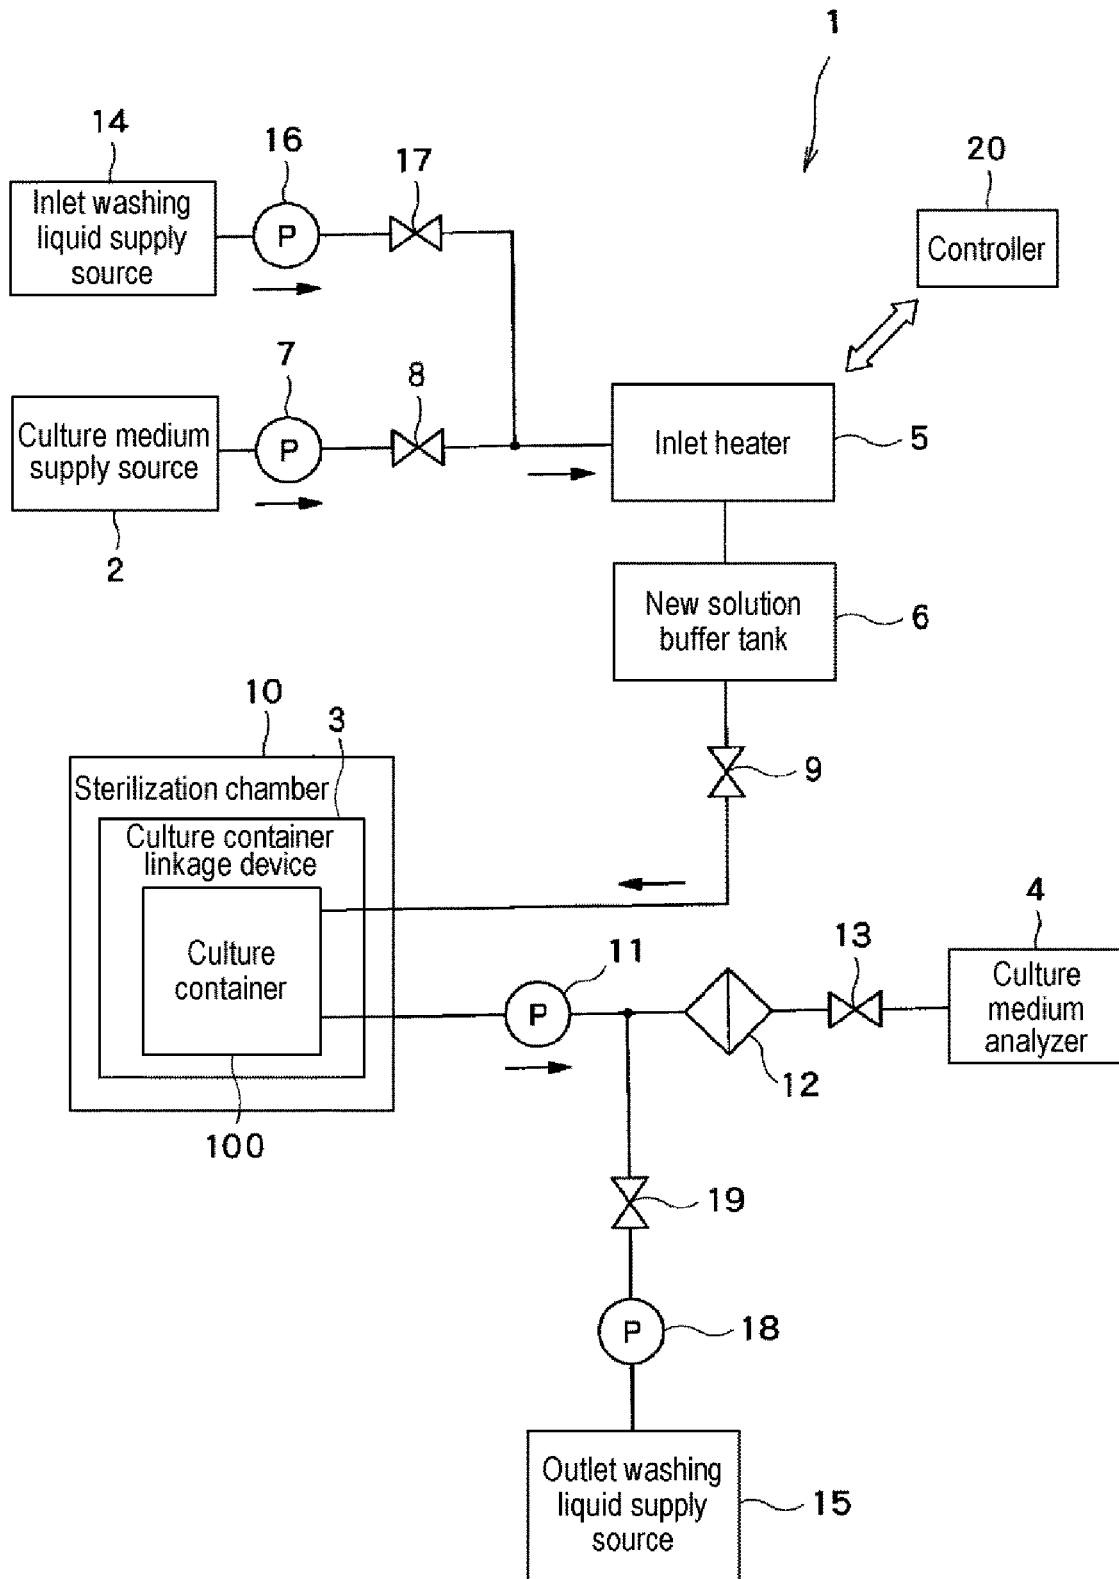 1
14
16
17
20
Inlet washing
liquid supply
source
P
Controller
7
8
Culture medium
supply source
P
Inlet heater
5
2
New solution
buffer tank
6
10
3
9
Sterilization chamber
Culture container
linkage device
4
11
13
Culture
container
P
Culture
medium
analyzer
12
100
19
P
18
Outlet washing
liquid supply
source
15